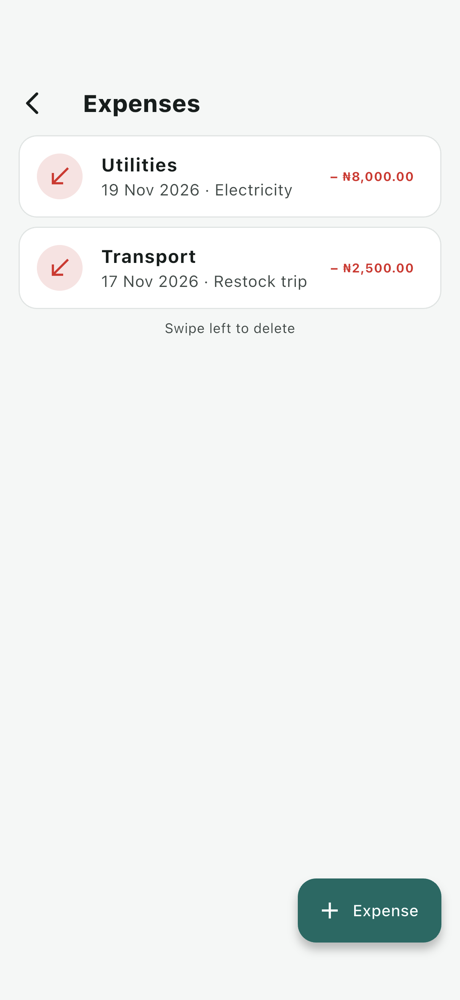 Expenses
Utilities
19 Nov 2026 · Electricity
– ₦8,000.00
Transport
17 Nov 2026 · Restock trip
– ₦2,500.00
Swipe left to delete
+ Expense